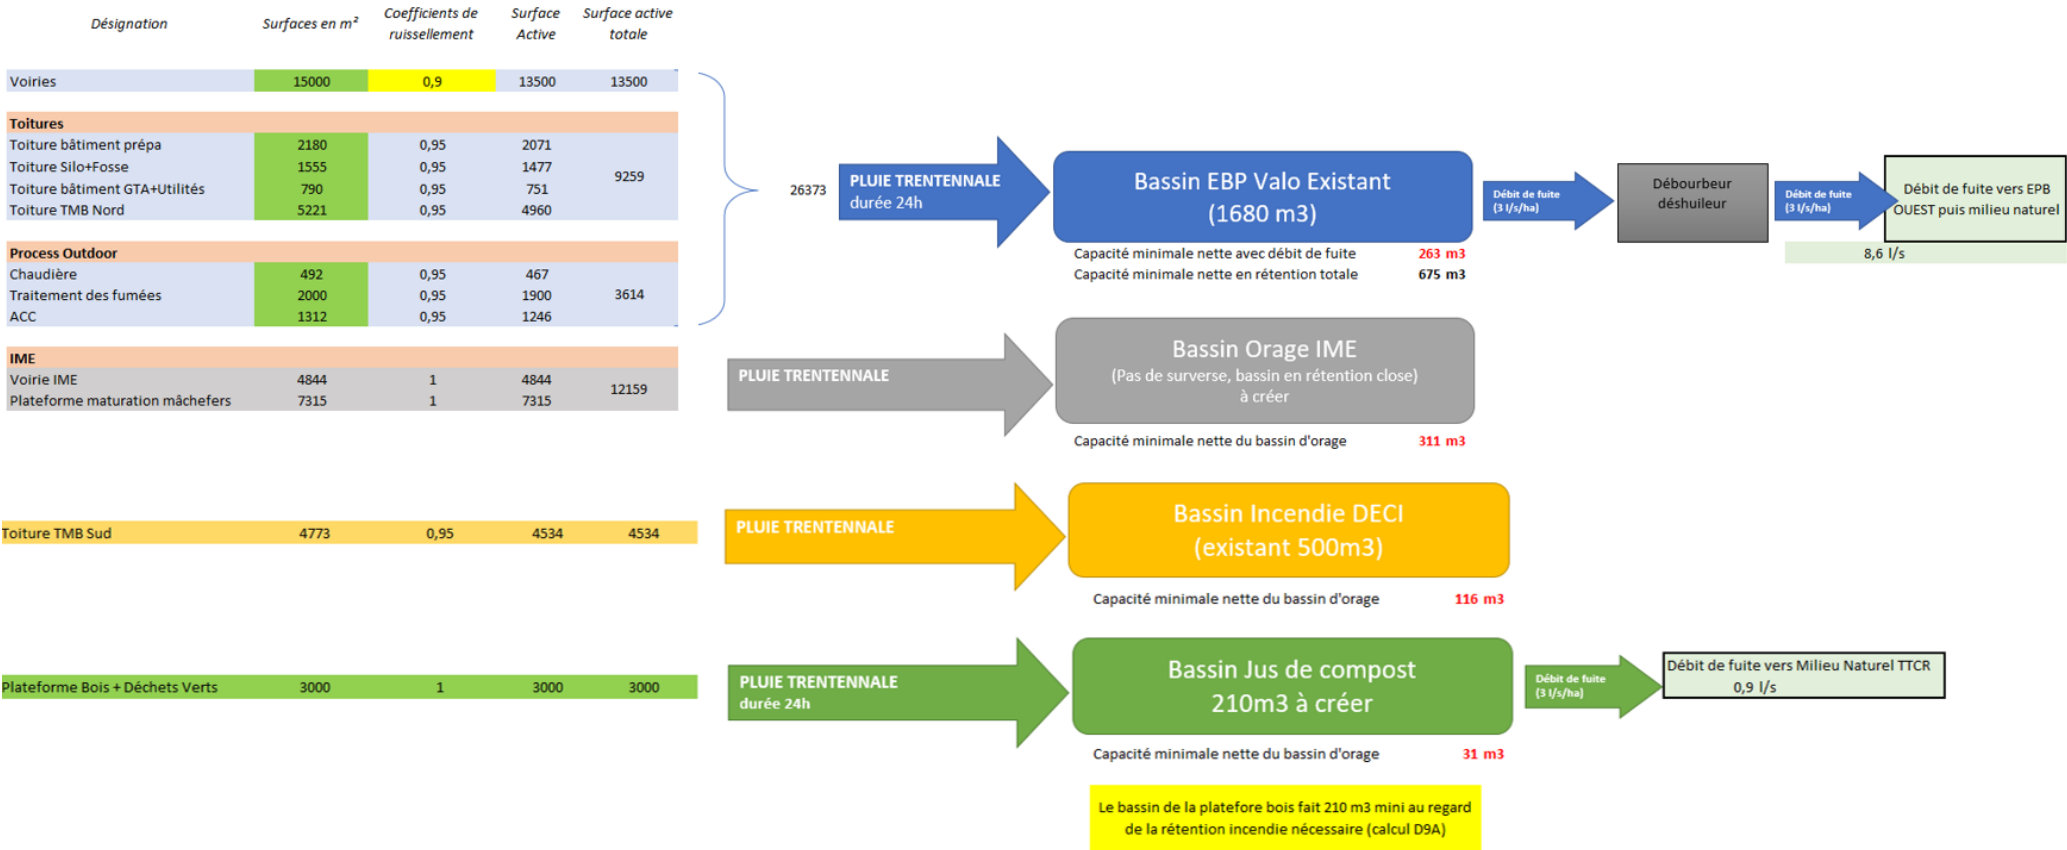 Désignation Surfaces en m² Coefficients de ruissellement Surface Active Surface active totale
Voiries 15000 0,9 13500 13500
Toitures
Toiture bâtiment prépa 2180 0,95 2071
Toiture Silo+Fosse 1555 0,95 1477
9259
Toiture bâtiment GTA+Utilités 790 0,95 751
Toiture TMB Nord 5221 0,95 4960
Process Outdoor
Chaudière 492 0,95 467
Traitement des fumées 2000 0,95 1900 3614
ACC 1312 0,95 1246
26373
PLUIE TRENTENNALE
durée 24h
Bassin EBP Valo Existant
(1680 m3)
Capacité minimale nette avec débit de fuite 263 m3
Capacité minimale nette en rétention totale 675 m3
Débit de fuite
(3 l/s/ha)
Débourbeur
déshuileur
Débit de fuite
(3 l/s/ha)
Débit de fuite vers EPB
OUEST puis milieu naturel
8,6 l/s
IME
Voirie IME 4844 1 4844
12159
Plateforme maturation mâchefers 7315 1 7315
PLUIE TRENTENNALE
Bassin Orage IME
(Pas de surverse, bassin en rétention close)
à créer
Capacité minimale nette du bassin d'orage 311 m3
Toiture TMB Sud 4773 0,95 4534 4534
PLUIE TRENTENNALE
Bassin Incendie DECI
(existant 500m3)
Capacité minimale nette du bassin d'orage 116 m3
Plateforme Bois + Déchets Verts 3000 1 3000 3000
PLUIE TRENTENNALE
durée 24h
Bassin Jus de compost
210m3 à créer
Capacité minimale nette du bassin d'orage 31 m3
Débit de fuite
(3 l/s/ha)
Débit de fuite vers Milieu Naturel TTCR
0,9 l/s
Le bassin de la platefore bois fait 210 m3 mini au regard
de la rétention incendie nécessaire (calcul D9A)